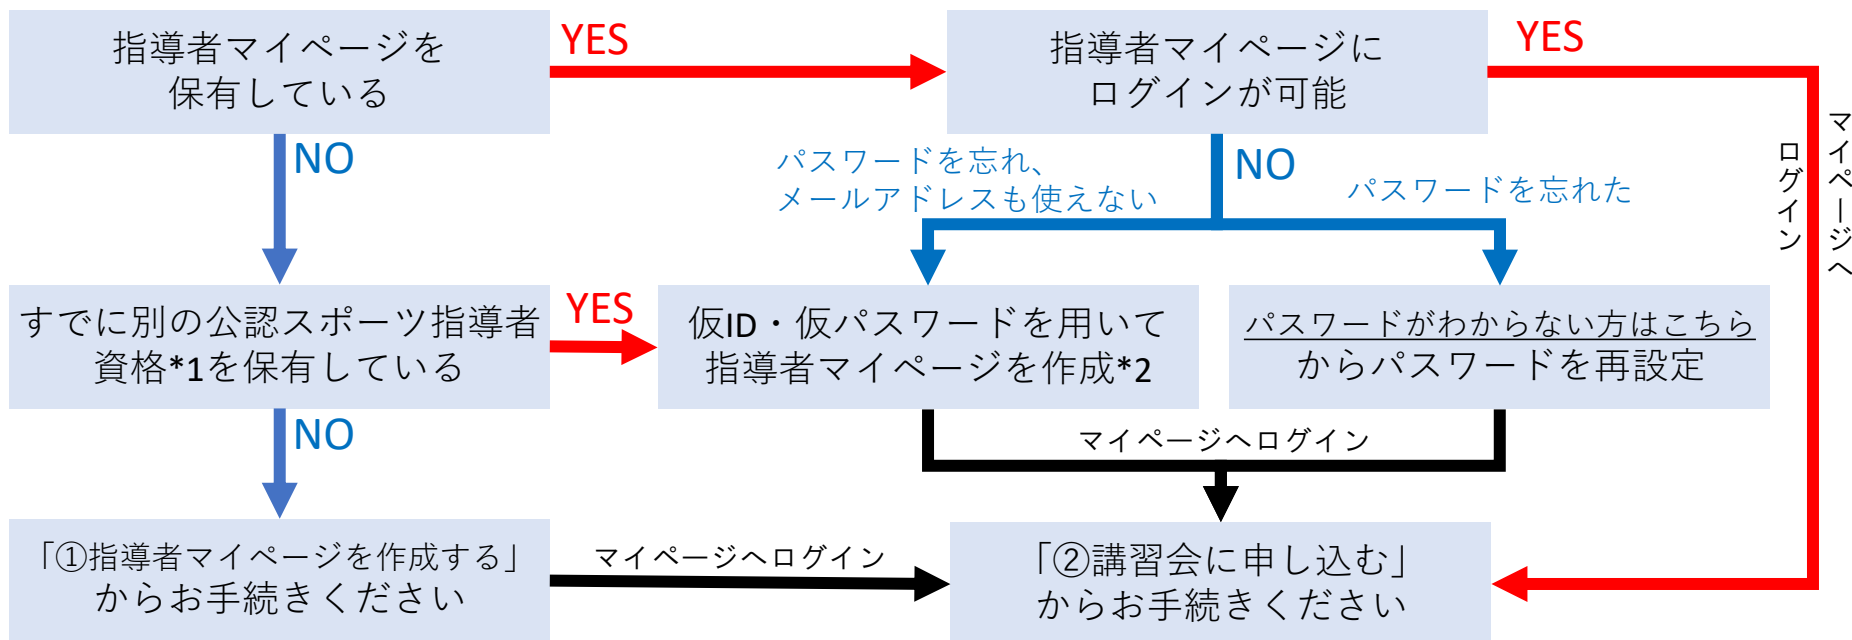 指導者マイページを
保有している
YES
指導者マイページに
ログインが可能
YES
マイページへ
ログイン
NO
パスワードを忘れ、
メールアドレスも使えない
NO
パスワードを忘れた
すでに別の公認スポーツ指導者
資格*1を保有している
YES
仮ID・仮パスワードを用いて
指導者マイページを作成*2
パスワードがわからない方はこちら
からパスワードを再設定
NO
マイページへログイン
「①指導者マイページを作成する」
からお手続きください
マイページへログイン
「②講習会に申し込む」
からお手続きください